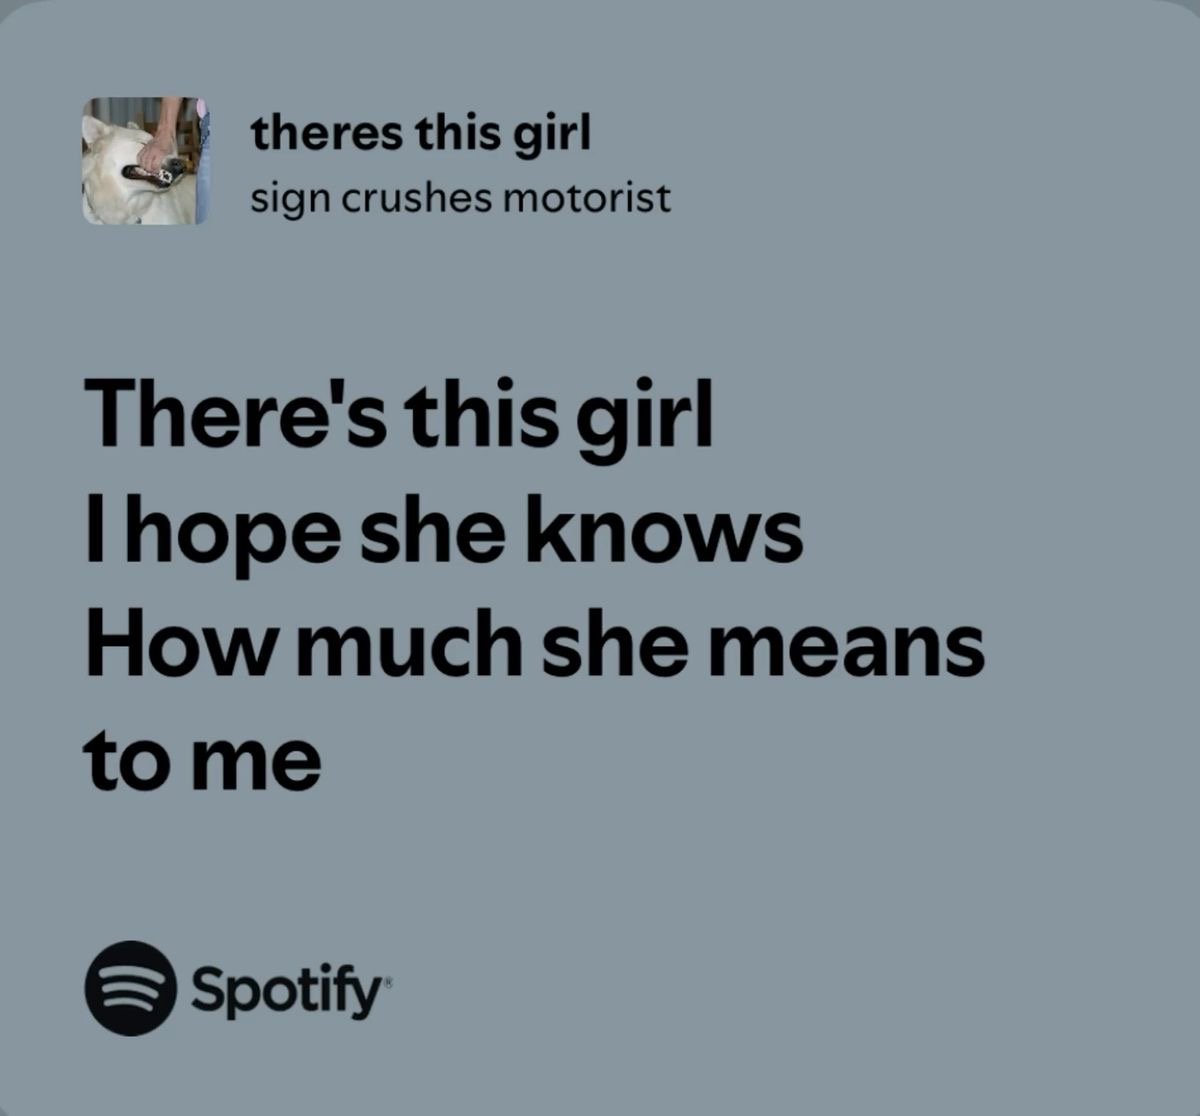 theres this girl
sign crushes motorist
There's this girl
I hope she knows
How much she means
to me
Spotify®